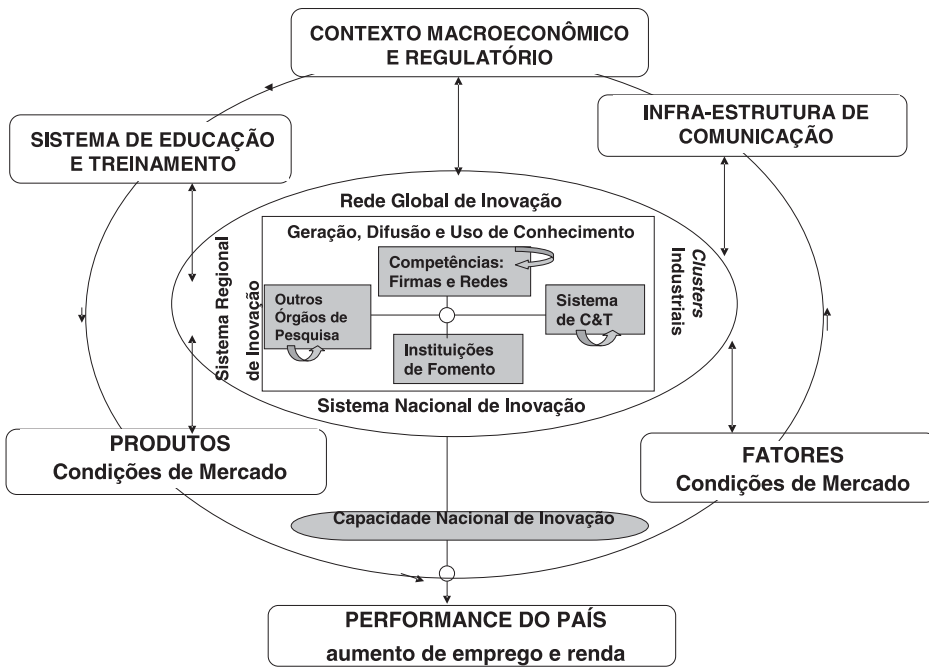 CONTEXTO MACROECONÔMICO
E REGULATÓRIO
SISTEMA DE EDUCAÇÃO
E TREINAMENTO
INFRA-ESTRUTURA DE
COMUNICAÇÃO
Rede Global de Inovação
Geração, Difusão e Uso de Conhecimento
Sistema Regional
de Inovação
Competências:
Firmas e Redes
Outros
Órgãos de
Pesquisa
Sistema
de C&T
Instituições
de Fomento
Clusters
Industriais
Sistema Nacional de Inovação
PRODUTOS
Condições de Mercado
FATORES
Condições de Mercado
Capacidade Nacional de Inovação
PERFORMANCE DO PAÍS
aumento de emprego e renda